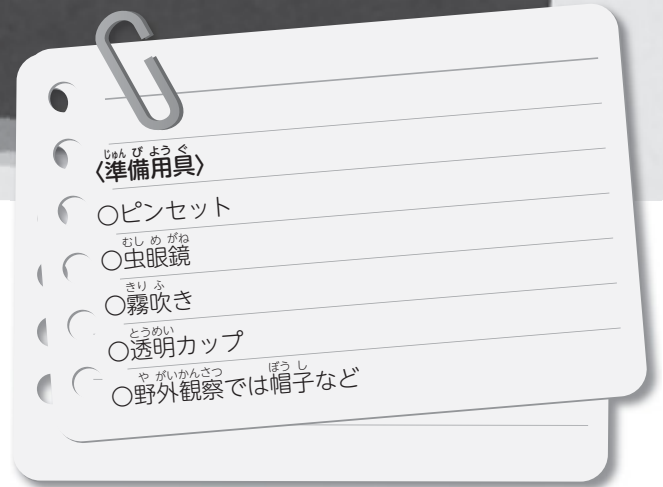 〈準備用具〉
○ピンセット
○虫眼鏡
○霧吹き
○透明カップ
○野外観察では帽子など